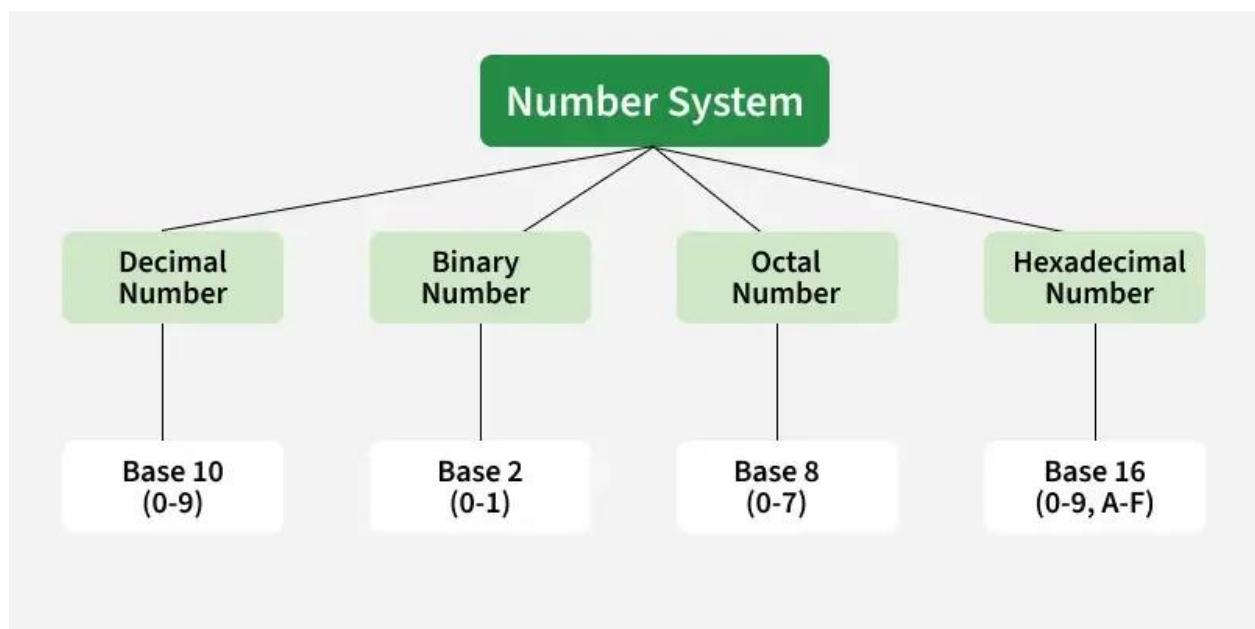 Number System
Decimal
Number
Binary
Number
Octal
Number
Hexadecimal
Number
Base 10
(0-9)
Base 2
(0-1)
Base 8
(0-7)
Base 16
(0-9, A-F)